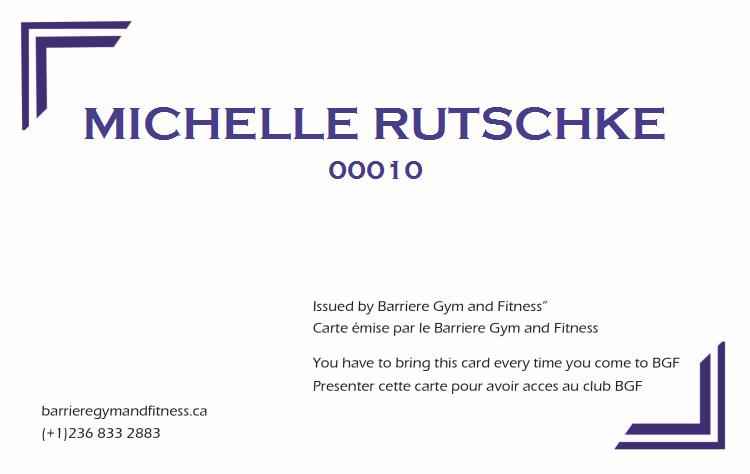 MICHELLE RUTSCHKE
00010
Issued by Barriere Gym and Fitness”
Carte émise par le Barriere Gym and Fitness
You have to bring this card every time you come to BGF
Presenter cette carte pour avoir acces au club BGF
barrieregymandfitness.ca
(+1)236 833 2883